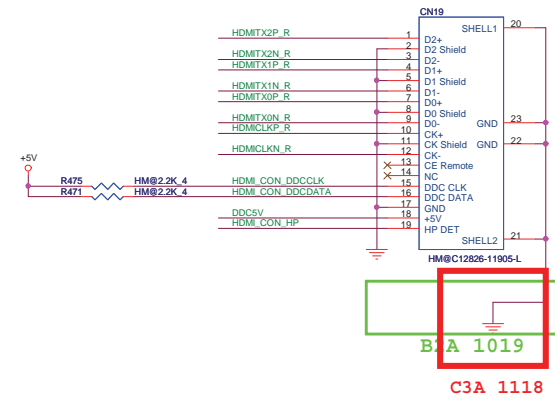 CN19
SHELL1 20
HDMITX2P_R 1 D2+
2 D2 Shield
HDMITX2N_R 3 D2-
HDMITX1P_R 4 D1+
5 D1 Shield
HDMITX1N_R 6 D1-
HDMITX0P_R 7 D0+
8 D0 Shield
HDMITX0N_R 9 D0- GND 23
HDMICLKP_R 10 CK+
11 CK Shield GND 22
HDMICLKN_R 12 CK-
+5V 13 CE Remote
14 NC
R475 HM@2.2K_4 HDMI_CON_DDCCLK 15 DDC CLK
R471 HM@2.2K_4 HDMI_CON_DDCDATA 16 DDC DATA
17 GND
DDC5V 18 +5V
HDMI_CON_HP 19 HP DET
SHELL2 21
HM@C12826-11905-L
B2A 1019
C3A 1118